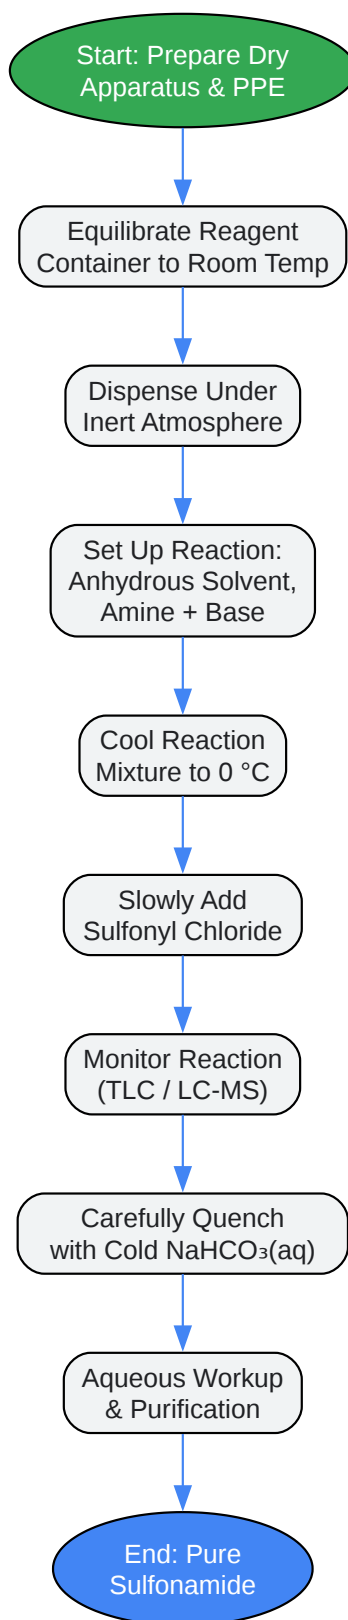 Start: Prepare Dry
Apparatus & PPE
Equilibrate Reagent
Container to Room Temp
Dispense Under
Inert Atmosphere
Set Up Reaction:
Anhydrous Solvent,
Amine + Base
Cool Reaction
Mixture to 0 °C
Slowly Add
Sulfonyl Chloride
Monitor Reaction
(TLC / LC-MS)
Carefully Quench
with Cold NaHCO₃(aq)
Aqueous Workup
& Purification
End: Pure
Sulfonamide